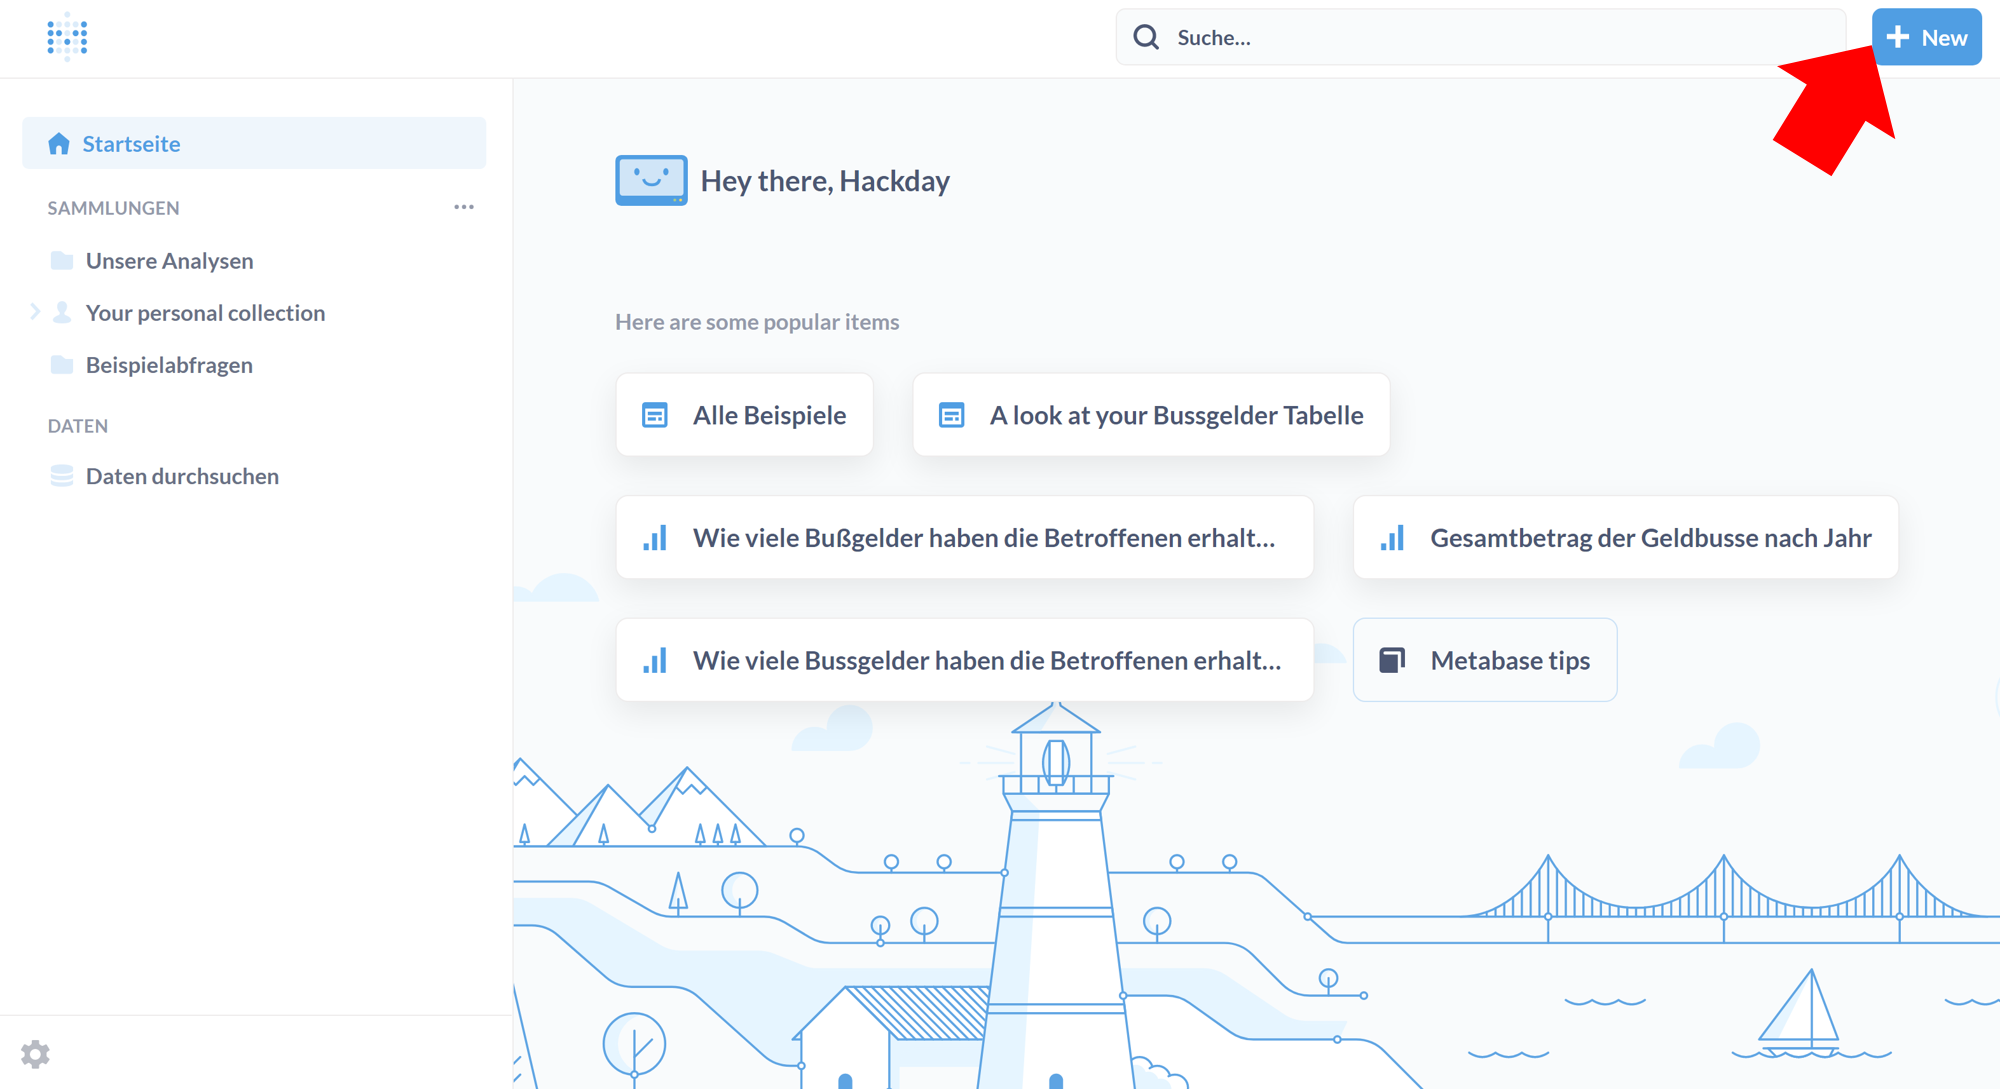 Suche...
New
Startseite
SAMMLUNGEN
Unsere Analysen
Your personal collection
Beispielabfragen
DATEN
Daten durchsuchen
Hey there, Hackday
Here are some popular items
Alle Beispiele
A look at your Bussgelder Tabelle
Wie viele Bußgelder haben die Betroffenen erhalt...
Gesamtbetrag der Geldbusse nach Jahr
Wie viele Bussgelder haben die Betroffenen erhalt...
Metabase tips